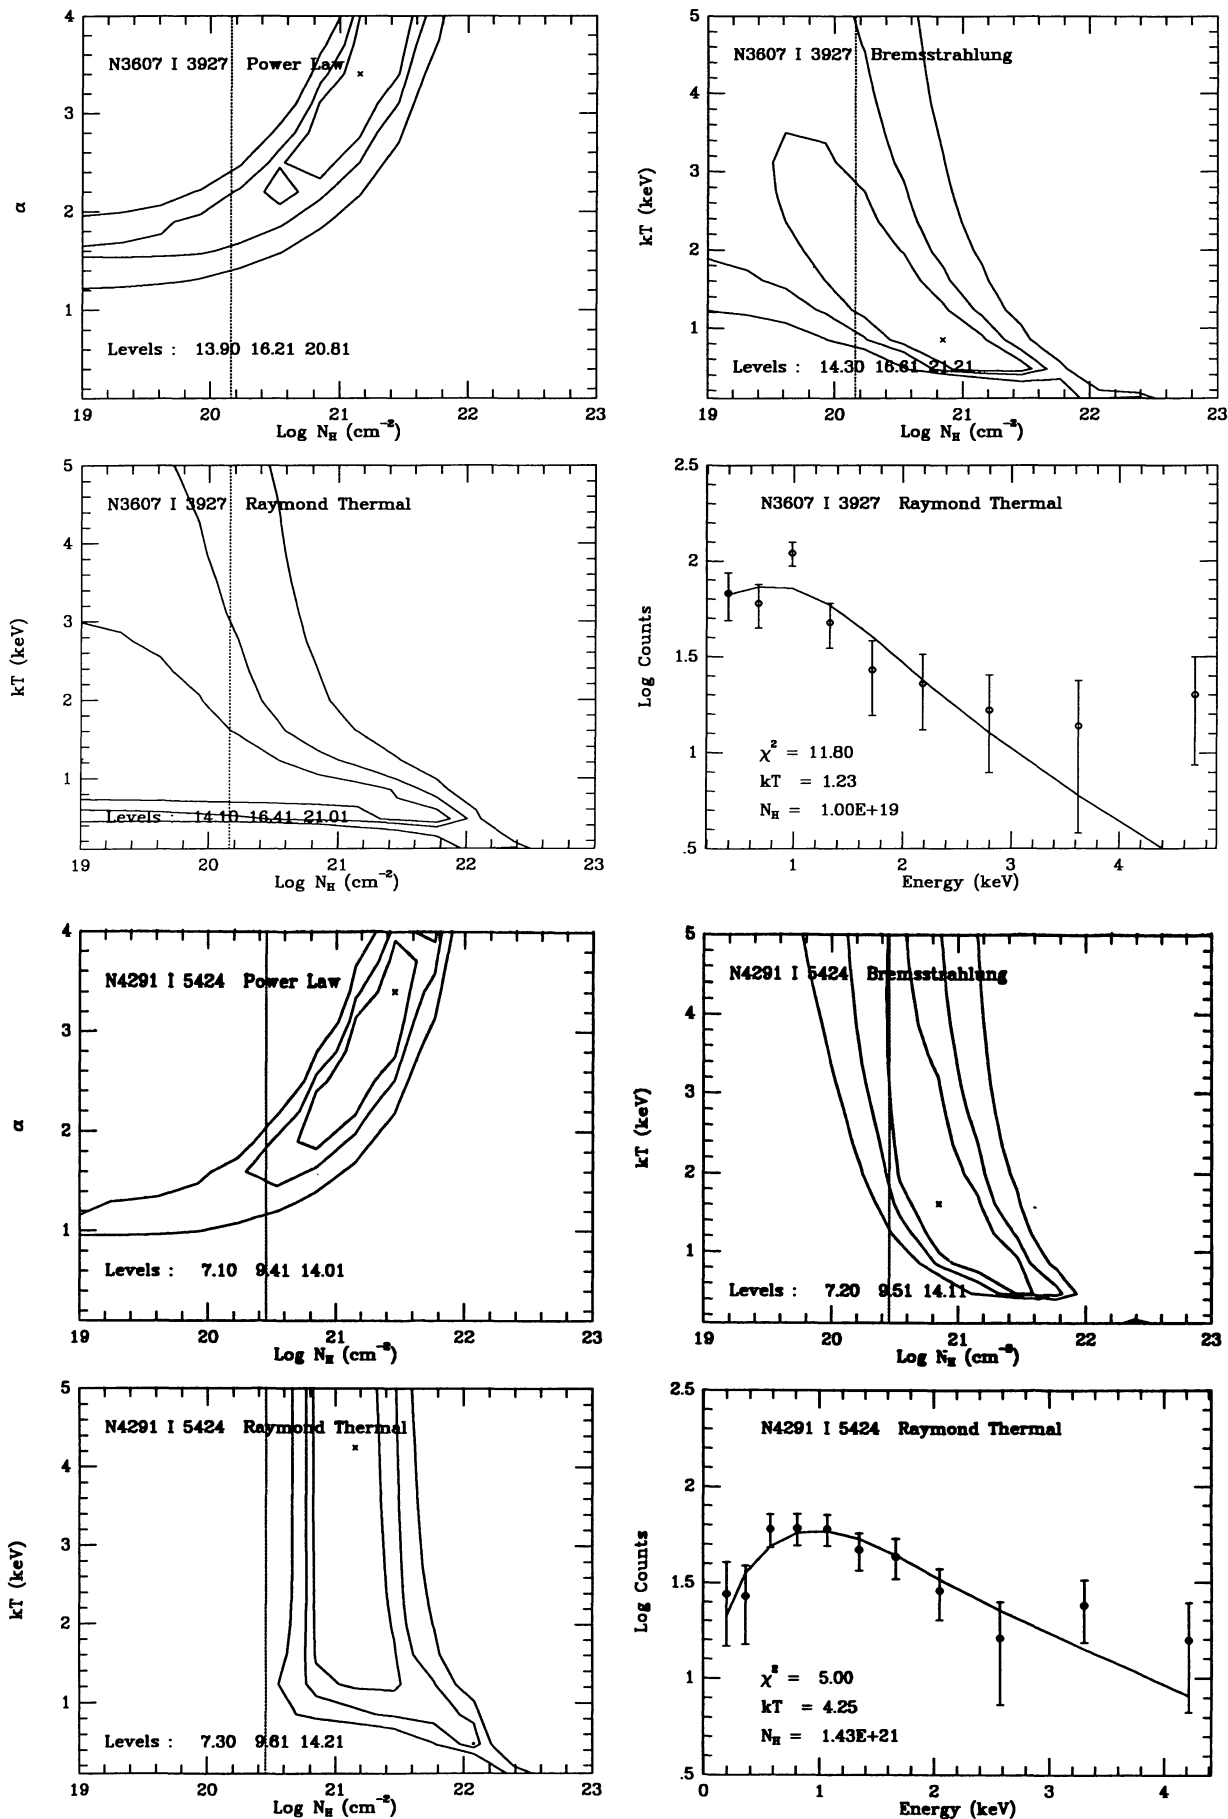 N3607 I 3927 Power Law
α
4
3
2
1
Levels : 13.90 16.21 20.81
19 20 21 22 23
Log N_H (cm⁻²)
N3607 I 3927 Bremsstrahlung
kT (keV)
5
4
3
2
1
Levels : 14.30 16.61 21.21
19 20 21 22 23
Log N_H (cm⁻²)
N3607 I 3927 Raymond Thermal
kT (keV)
5
4
3
2
1
Levels : 14.10 16.41 21.01
19 20 21 22 23
Log N_H (cm⁻²)
N3607 I 3927 Raymond Thermal
Log Counts
2.5
2
1.5
1
.5
χ² = 11.80
kT = 1.23
N_H = 1.00E+19
1 2 3 4
Energy (keV)
N4291 I 5424 Power Law
α
4
3
2
1
Levels : 7.10 9.41 14.01
19 20 21 22 23
Log N_H (cm⁻²)
N4291 I 5424 Bremsstrahlung
kT (keV)
5
4
3
2
1
Levels : 7.20 9.51 14.11
19 20 21 22 23
Log N_H (cm⁻²)
N4291 I 5424 Raymond Thermal
kT (keV)
5
4
3
2
1
Levels : 7.30 9.61 14.21
19 20 21 22 23
Log N_H (cm⁻²)
N4291 I 5424 Raymond Thermal
Log Counts
2.5
2
1.5
1
.5
χ² = 5.00
kT = 4.25
N_H = 1.43E+21
0 1 2 3 4
Energy (keV)